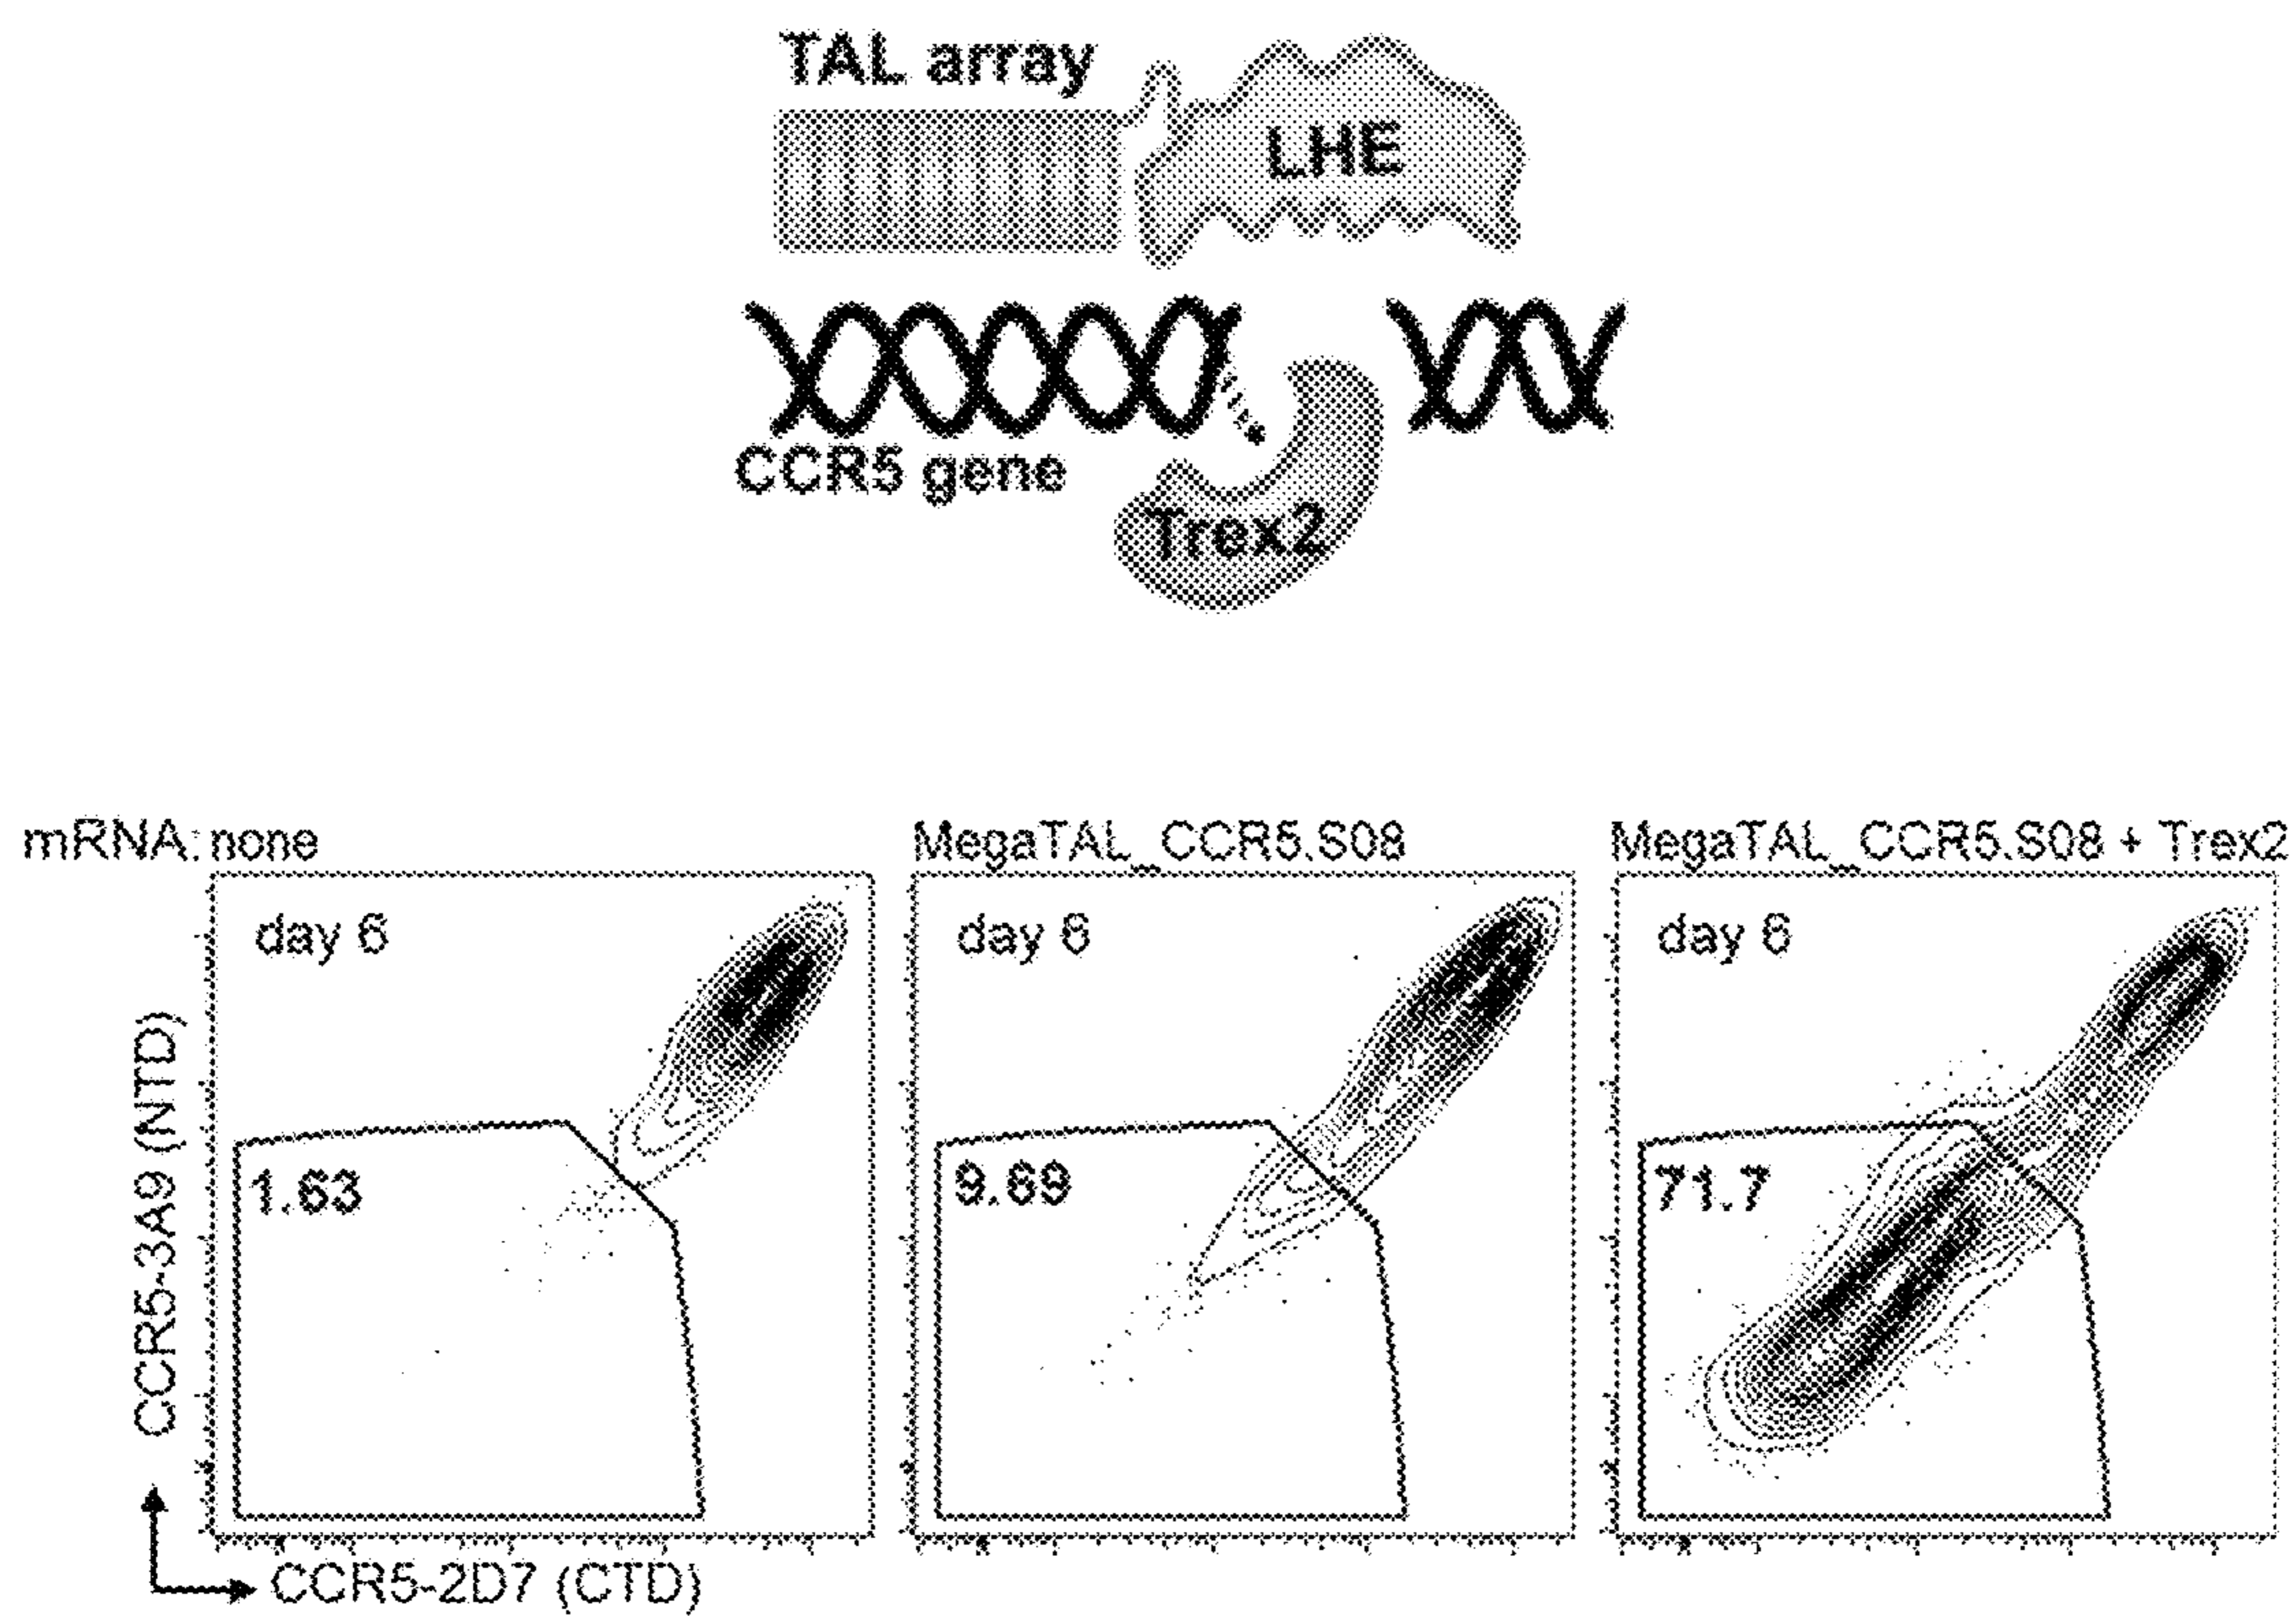 TAL array
LHE
CCR5 gene
Trex2
mRNA: none
MegaTAL_CCR5.S08
MegaTAL_CCR5.S08 + Trex2
day 6
day 6
day 6
1.63
9.69
71.7
CCR5-3A9 (NTD)
CCR5-2D7 (CTD)